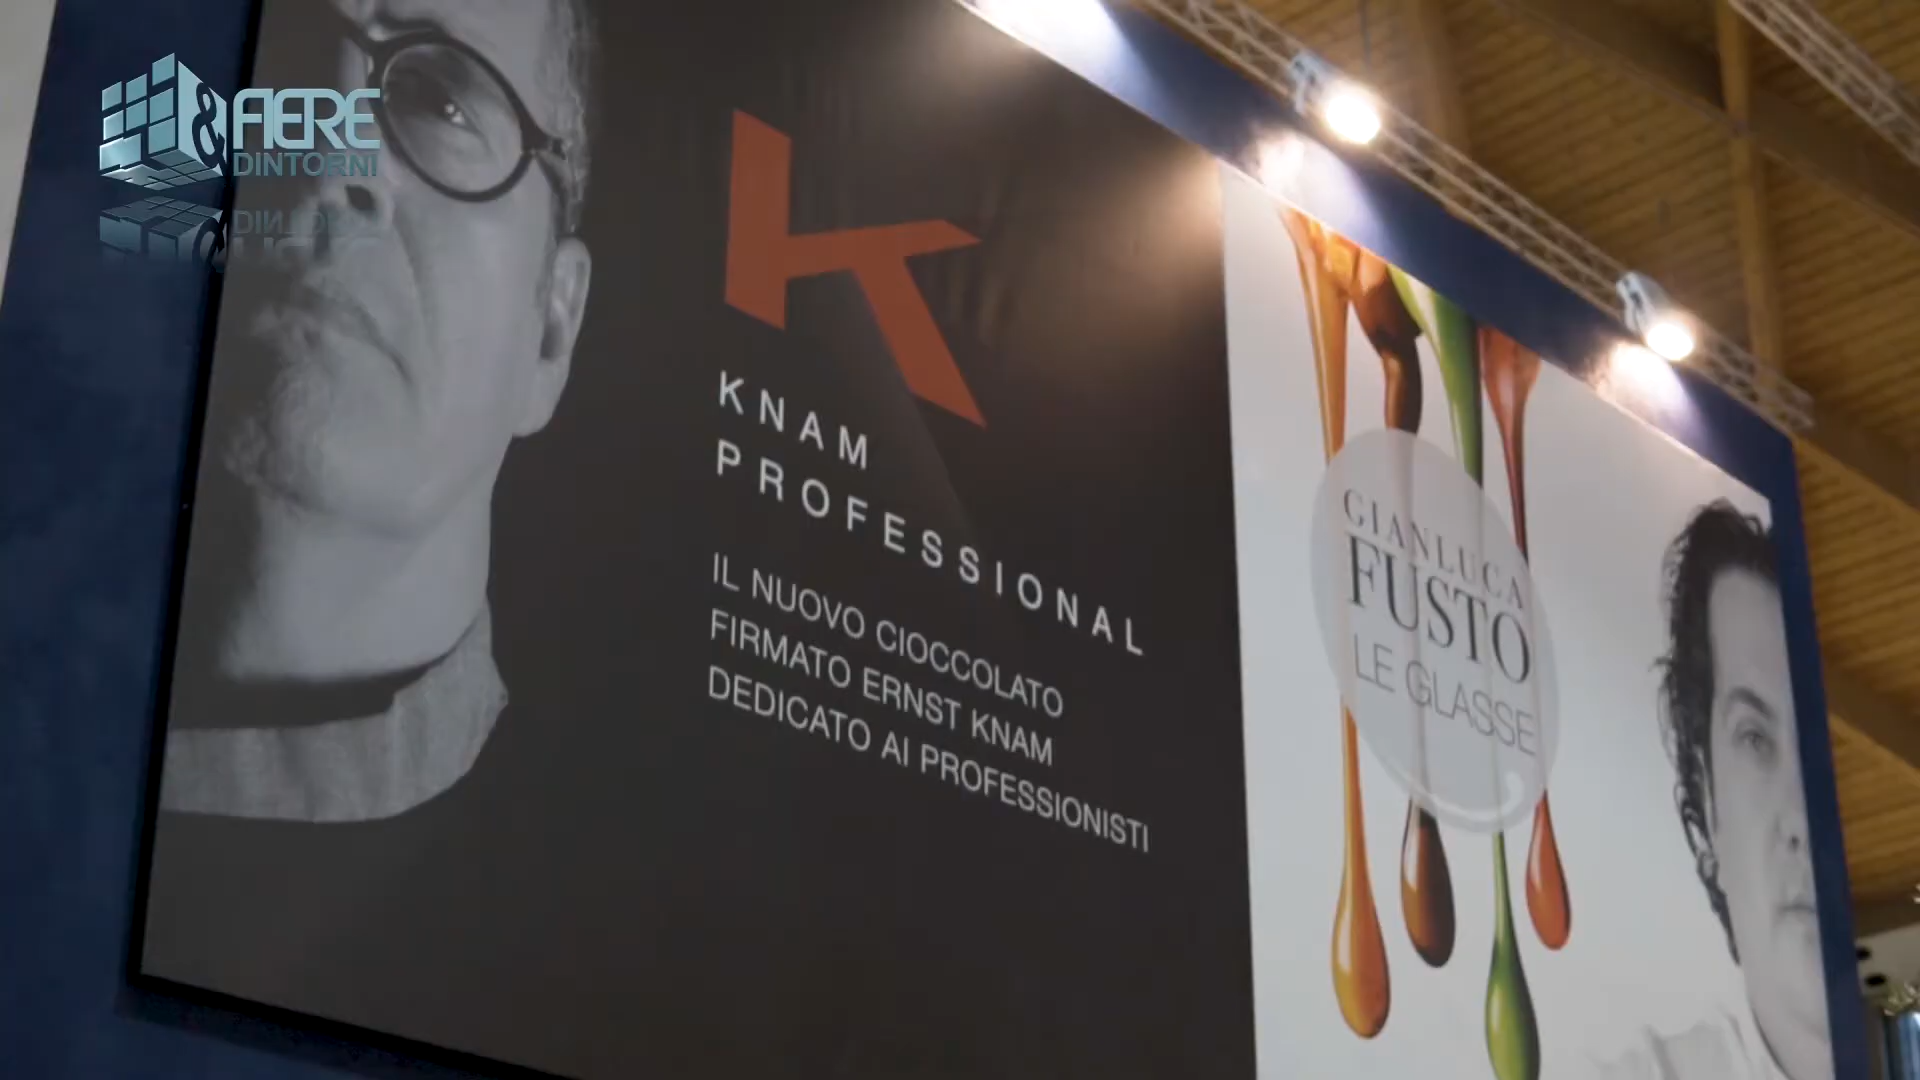 & FIERE
DINTORNI
K
KNAM
PROFESSIONAL
IL NUOVO CIOCCOLATO
FIRMATO ERNST KNAM
DEDICATO AI PROFESSIONISTI
GIANLUCA
FUSTO
LE GLASSE